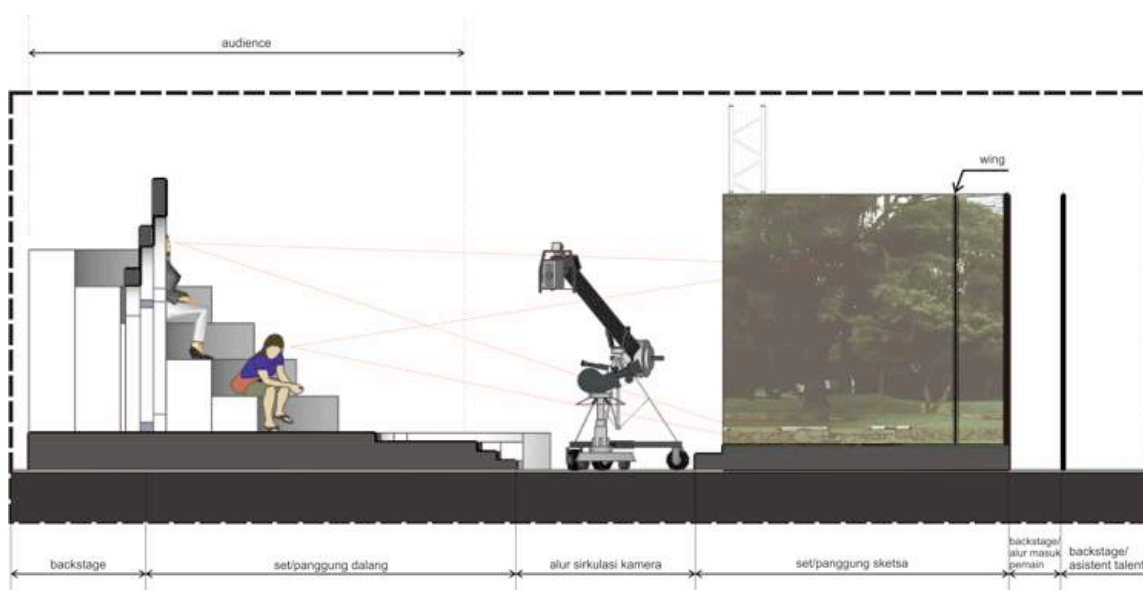 audience
wing
backstage
set/panggung dalang
alur sirkulasi kamera
set/panggung sketsa
backstage/
alur masuk
pemain
backstage/
asistent talent